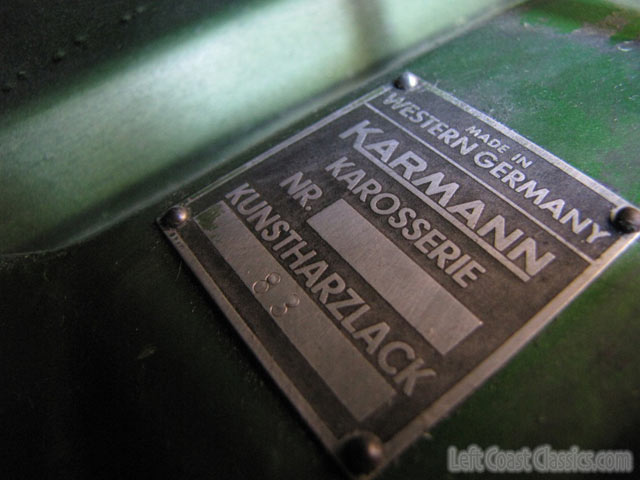 MADE IN
WESTERN GERMANY
KARMANN
KAROSSERIE
NR.
KUNSTHARZLACK
83
Left Coast Classics.com